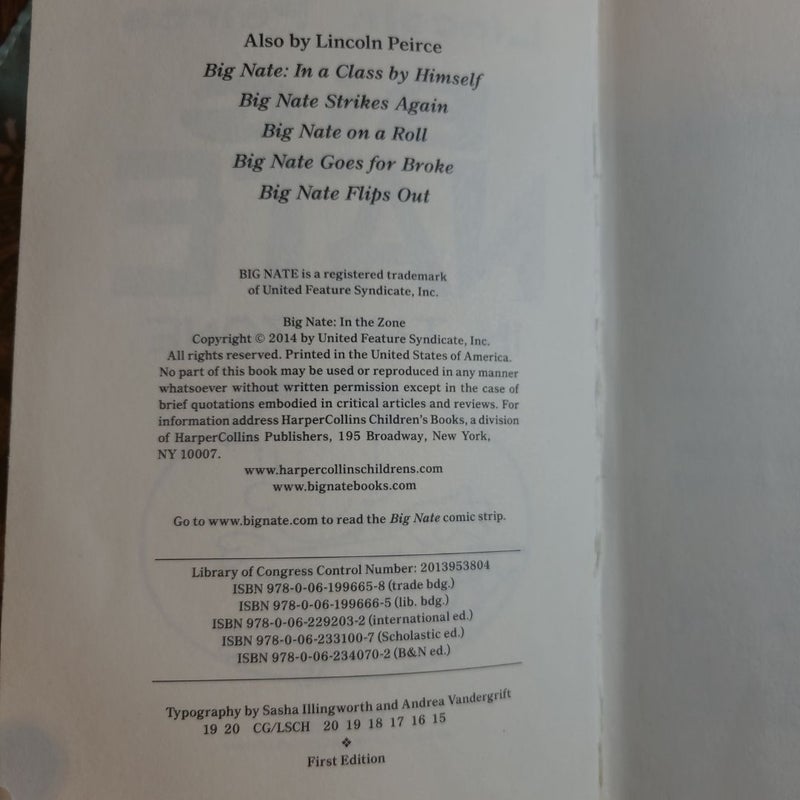 Also by Lincoln Peirce
Big Nate: In a Class by Himself
Big Nate Strikes Again
Big Nate on a Roll
Big Nate Goes for Broke
Big Nate Flips Out
BIG NATE is a registered trademark
of United Feature Syndicate, Inc.
Big Nate: In the Zone
Copyright © 2014 by United Feature Syndicate, Inc.
All rights reserved. Printed in the United States of America.
No part of this book may be used or reproduced in any manner
whatsoever without written permission except in the case of
brief quotations embodied in critical articles and reviews. For
information address HarperCollins Children's Books, a division
of HarperCollins Publishers, 195 Broadway, New York,
NY 10007.
www.harpercollinschildrens.com
www.bignatebooks.com
Go to www.bignate.com to read the Big Nate comic strip.
Library of Congress Control Number: 2013953804
ISBN 978-0-06-199665-8 (trade bdg.)
ISBN 978-0-06-199666-5 (lib. bdg.)
ISBN 978-0-06-229203-2 (international ed.)
ISBN 978-0-06-233100-7 (Scholastic ed.)
ISBN 978-0-06-234070-2 (B&N ed.)
Typography by Sasha Illingworth and Andrea Vandergrift
19 20 CG/LSCH 20 19 18 17 16 15
❖
First Edition